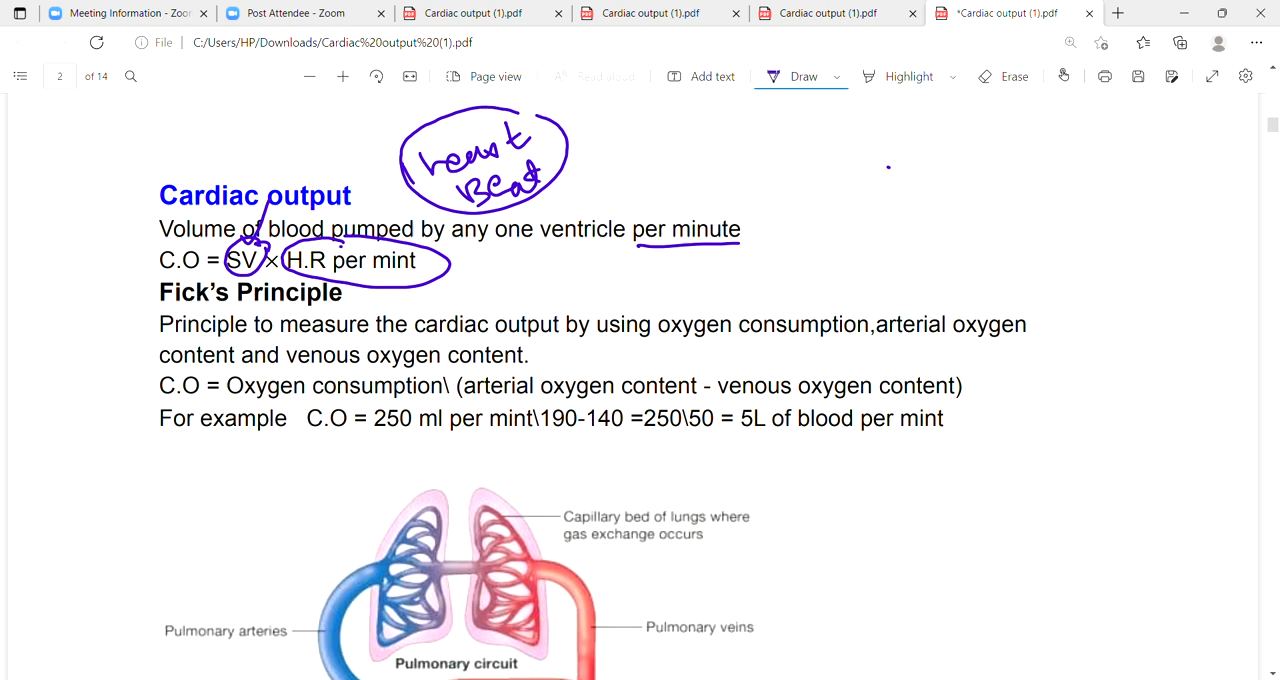 Meeting Information - Zoor
Post Attendee - Zoom
Cardiac output (1).pdf
Cardiac output (1).pdf
Cardiac output (1).pdf
*Cardiac output (1).pdf
File
C:/Users/HP/Downloads/Cardiac%20output%20(1).pdf
2 of 14
Page view
Read aloud
Add text
Draw
Highlight
Erase
heart
Beat
Cardiac output
Volume of blood pumped by any one ventricle per minute
C.O = SV × H.R per mint
Fick's Principle
Principle to measure the cardiac output by using oxygen consumption,arterial oxygen
content and venous oxygen content.
C.O = Oxygen consumption\ (arterial oxygen content - venous oxygen content)
For example C.O = 250 ml per mint\190-140 =250\50 = 5L of blood per mint
Capillary bed of lungs where
gas exchange occurs
Pulmonary arteries
Pulmonary veins
Pulmonary circuit